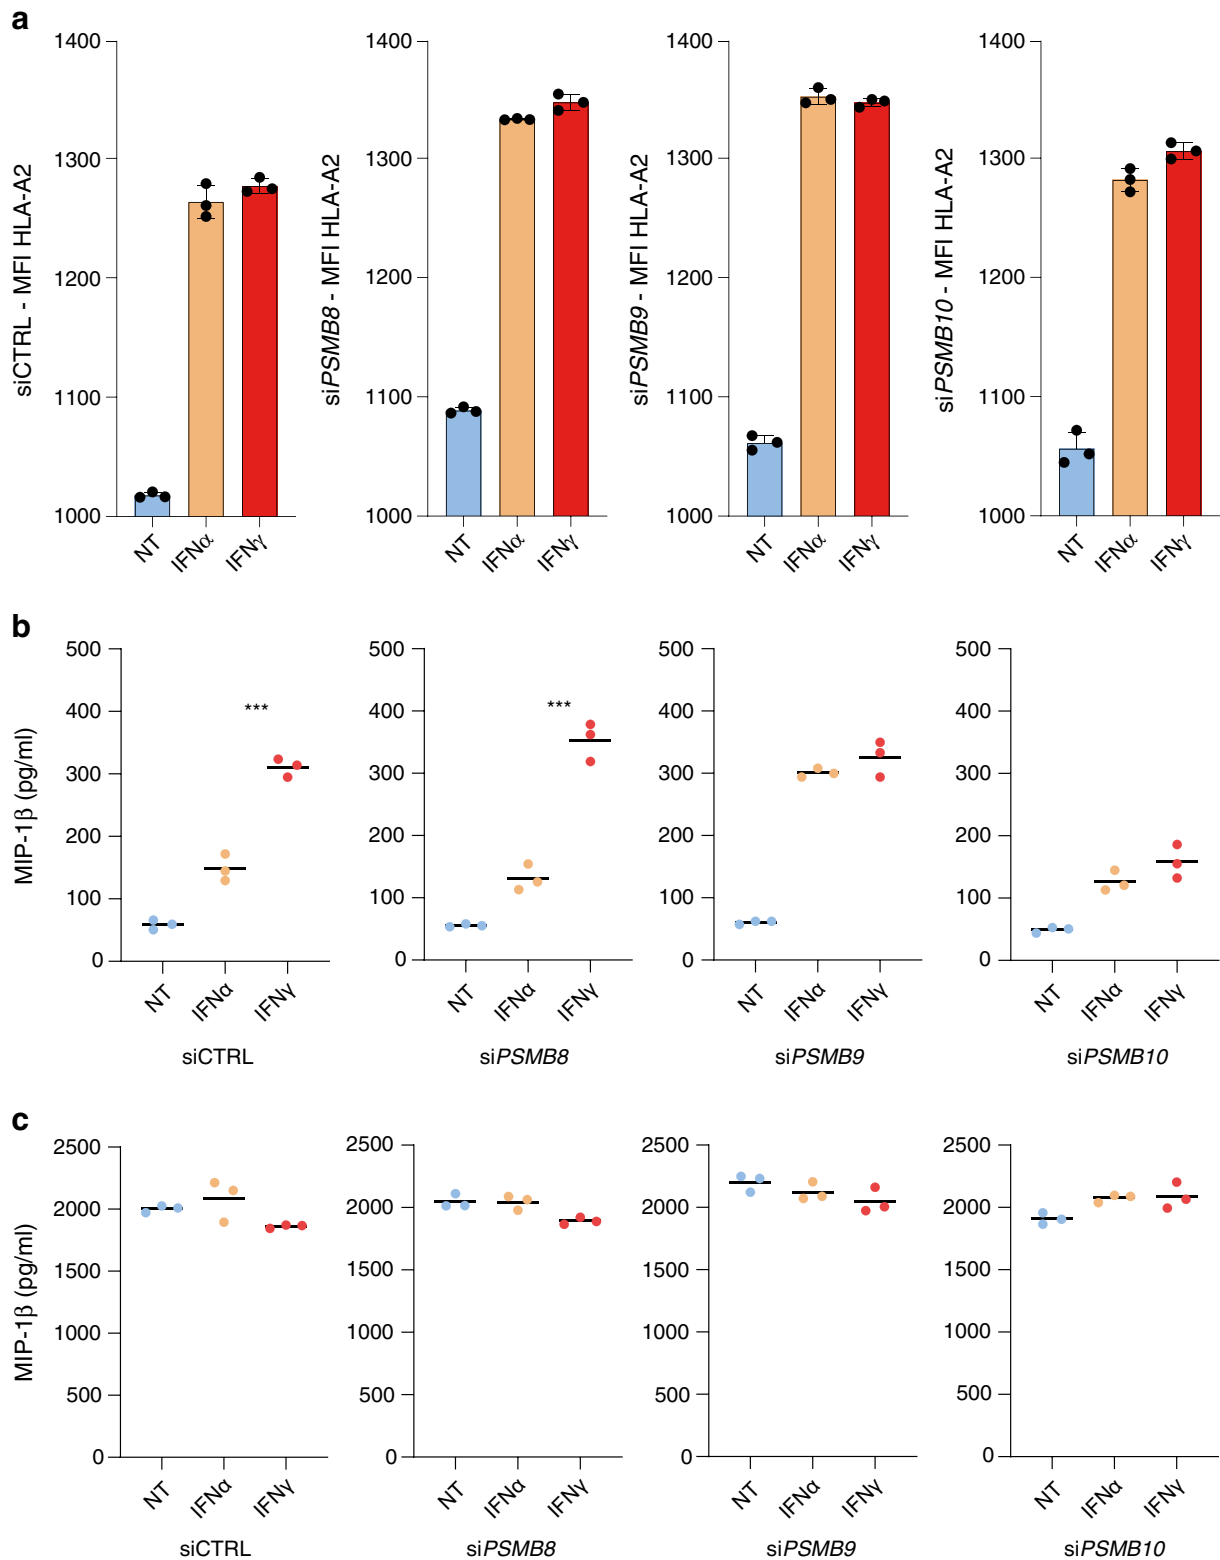 a
siCTRL - MFI HLA-A2
1400
1300
1200
1100
1000
NT
IFNα
IFNγ
siPSMB8 - MFI HLA-A2
1400
1300
1200
1100
1000
NT
IFNα
IFNγ
siPSMB9 - MFI HLA-A2
1400
1300
1200
1100
1000
NT
IFNα
IFNγ
siPSMB10 - MFI HLA-A2
1400
1300
1200
1100
1000
NT
IFNα
IFNγ
b
MIP-1β (pg/ml)
500
400
300
200
100
0
***
NT
IFNα
IFNγ
siCTRL
500
400
300
200
100
0
***
NT
IFNα
IFNγ
siPSMB8
500
400
300
200
100
0
NT
IFNα
IFNγ
siPSMB9
500
400
300
200
100
0
NT
IFNα
IFNγ
siPSMB10
c
MIP-1β (pg/ml)
2500
2000
1500
1000
500
0
NT
IFNα
IFNγ
siCTRL
2500
2000
1500
1000
500
0
NT
IFNα
IFNγ
siPSMB8
2500
2000
1500
1000
500
0
NT
IFNα
IFNγ
siPSMB9
2500
2000
1500
1000
500
0
NT
IFNα
IFNγ
siPSMB10